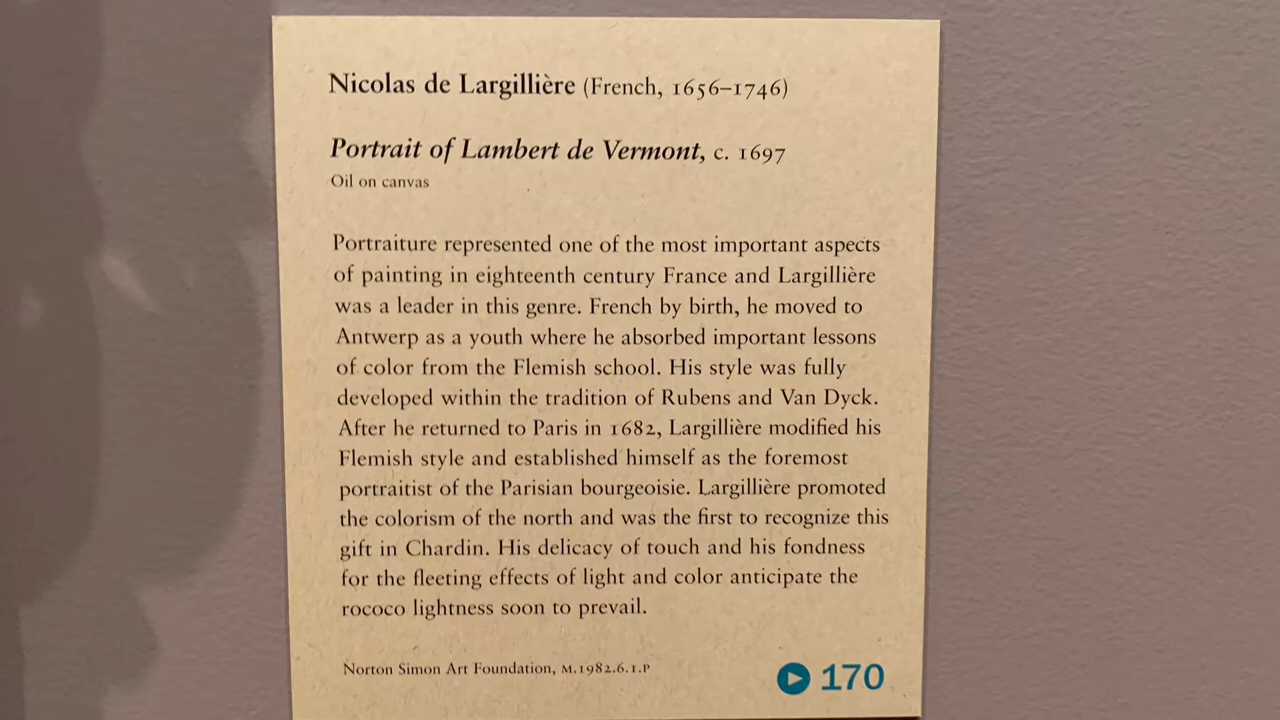 Nicolas de Largillière (French, 1656–1746)
Portrait of Lambert de Vermont, c. 1697
Oil on canvas
Portraiture represented one of the most important aspects
of painting in eighteenth century France and Largillière
was a leader in this genre. French by birth, he moved to
Antwerp as a youth where he absorbed important lessons
of color from the Flemish school. His style was fully
developed within the tradition of Rubens and Van Dyck.
After he returned to Paris in 1682, Largillière modified his
Flemish style and established himself as the foremost
portraitist of the Parisian bourgeoisie. Largillière promoted
the colorism of the north and was the first to recognize this
gift in Chardin. His delicacy of touch and his fondness
for the fleeting effects of light and color anticipate the
rococo lightness soon to prevail.
Norton Simon Art Foundation, M.1982.6.1.P
170